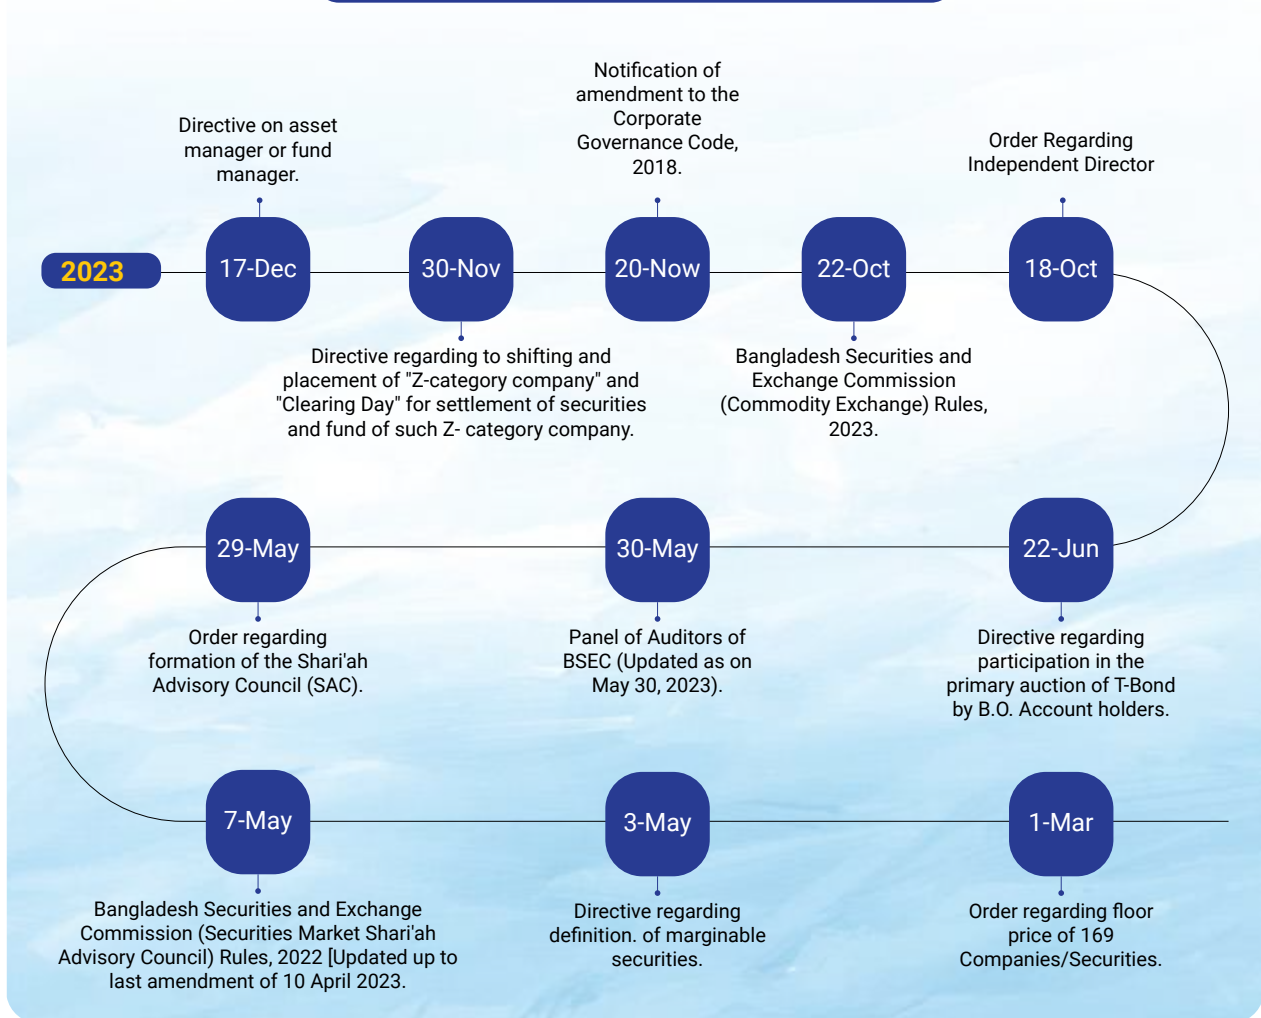 Directive on asset
manager or fund
manager.
Notification of
amendment to the
Corporate
Governance Code,
2018.
Order Regarding
Independent Director
2023
17-Dec
30-Nov
20-Now
22-Oct
18-Oct
Directive regarding to shifting and
placement of "Z-category company" and
"Clearing Day" for settlement of securities
and fund of such Z- category company.
Bangladesh Securities and
Exchange Commission
(Commodity Exchange) Rules,
2023.
29-May
30-May
22-Jun
Order regarding
formation of the Shari'ah
Advisory Council (SAC).
Panel of Auditors of
BSEC (Updated as on
May 30, 2023).
Directive regarding
participation in the
primary auction of T-Bond
by B.O. Account holders.
7-May
3-May
1-Mar
Bangladesh Securities and Exchange
Commission (Securities Market Shari'ah
Advisory Council) Rules, 2022 [Updated up to
last amendment of 10 April 2023.
Directive regarding
definition. of marginable
securities.
Order regarding floor
price of 169
Companies/Securities.